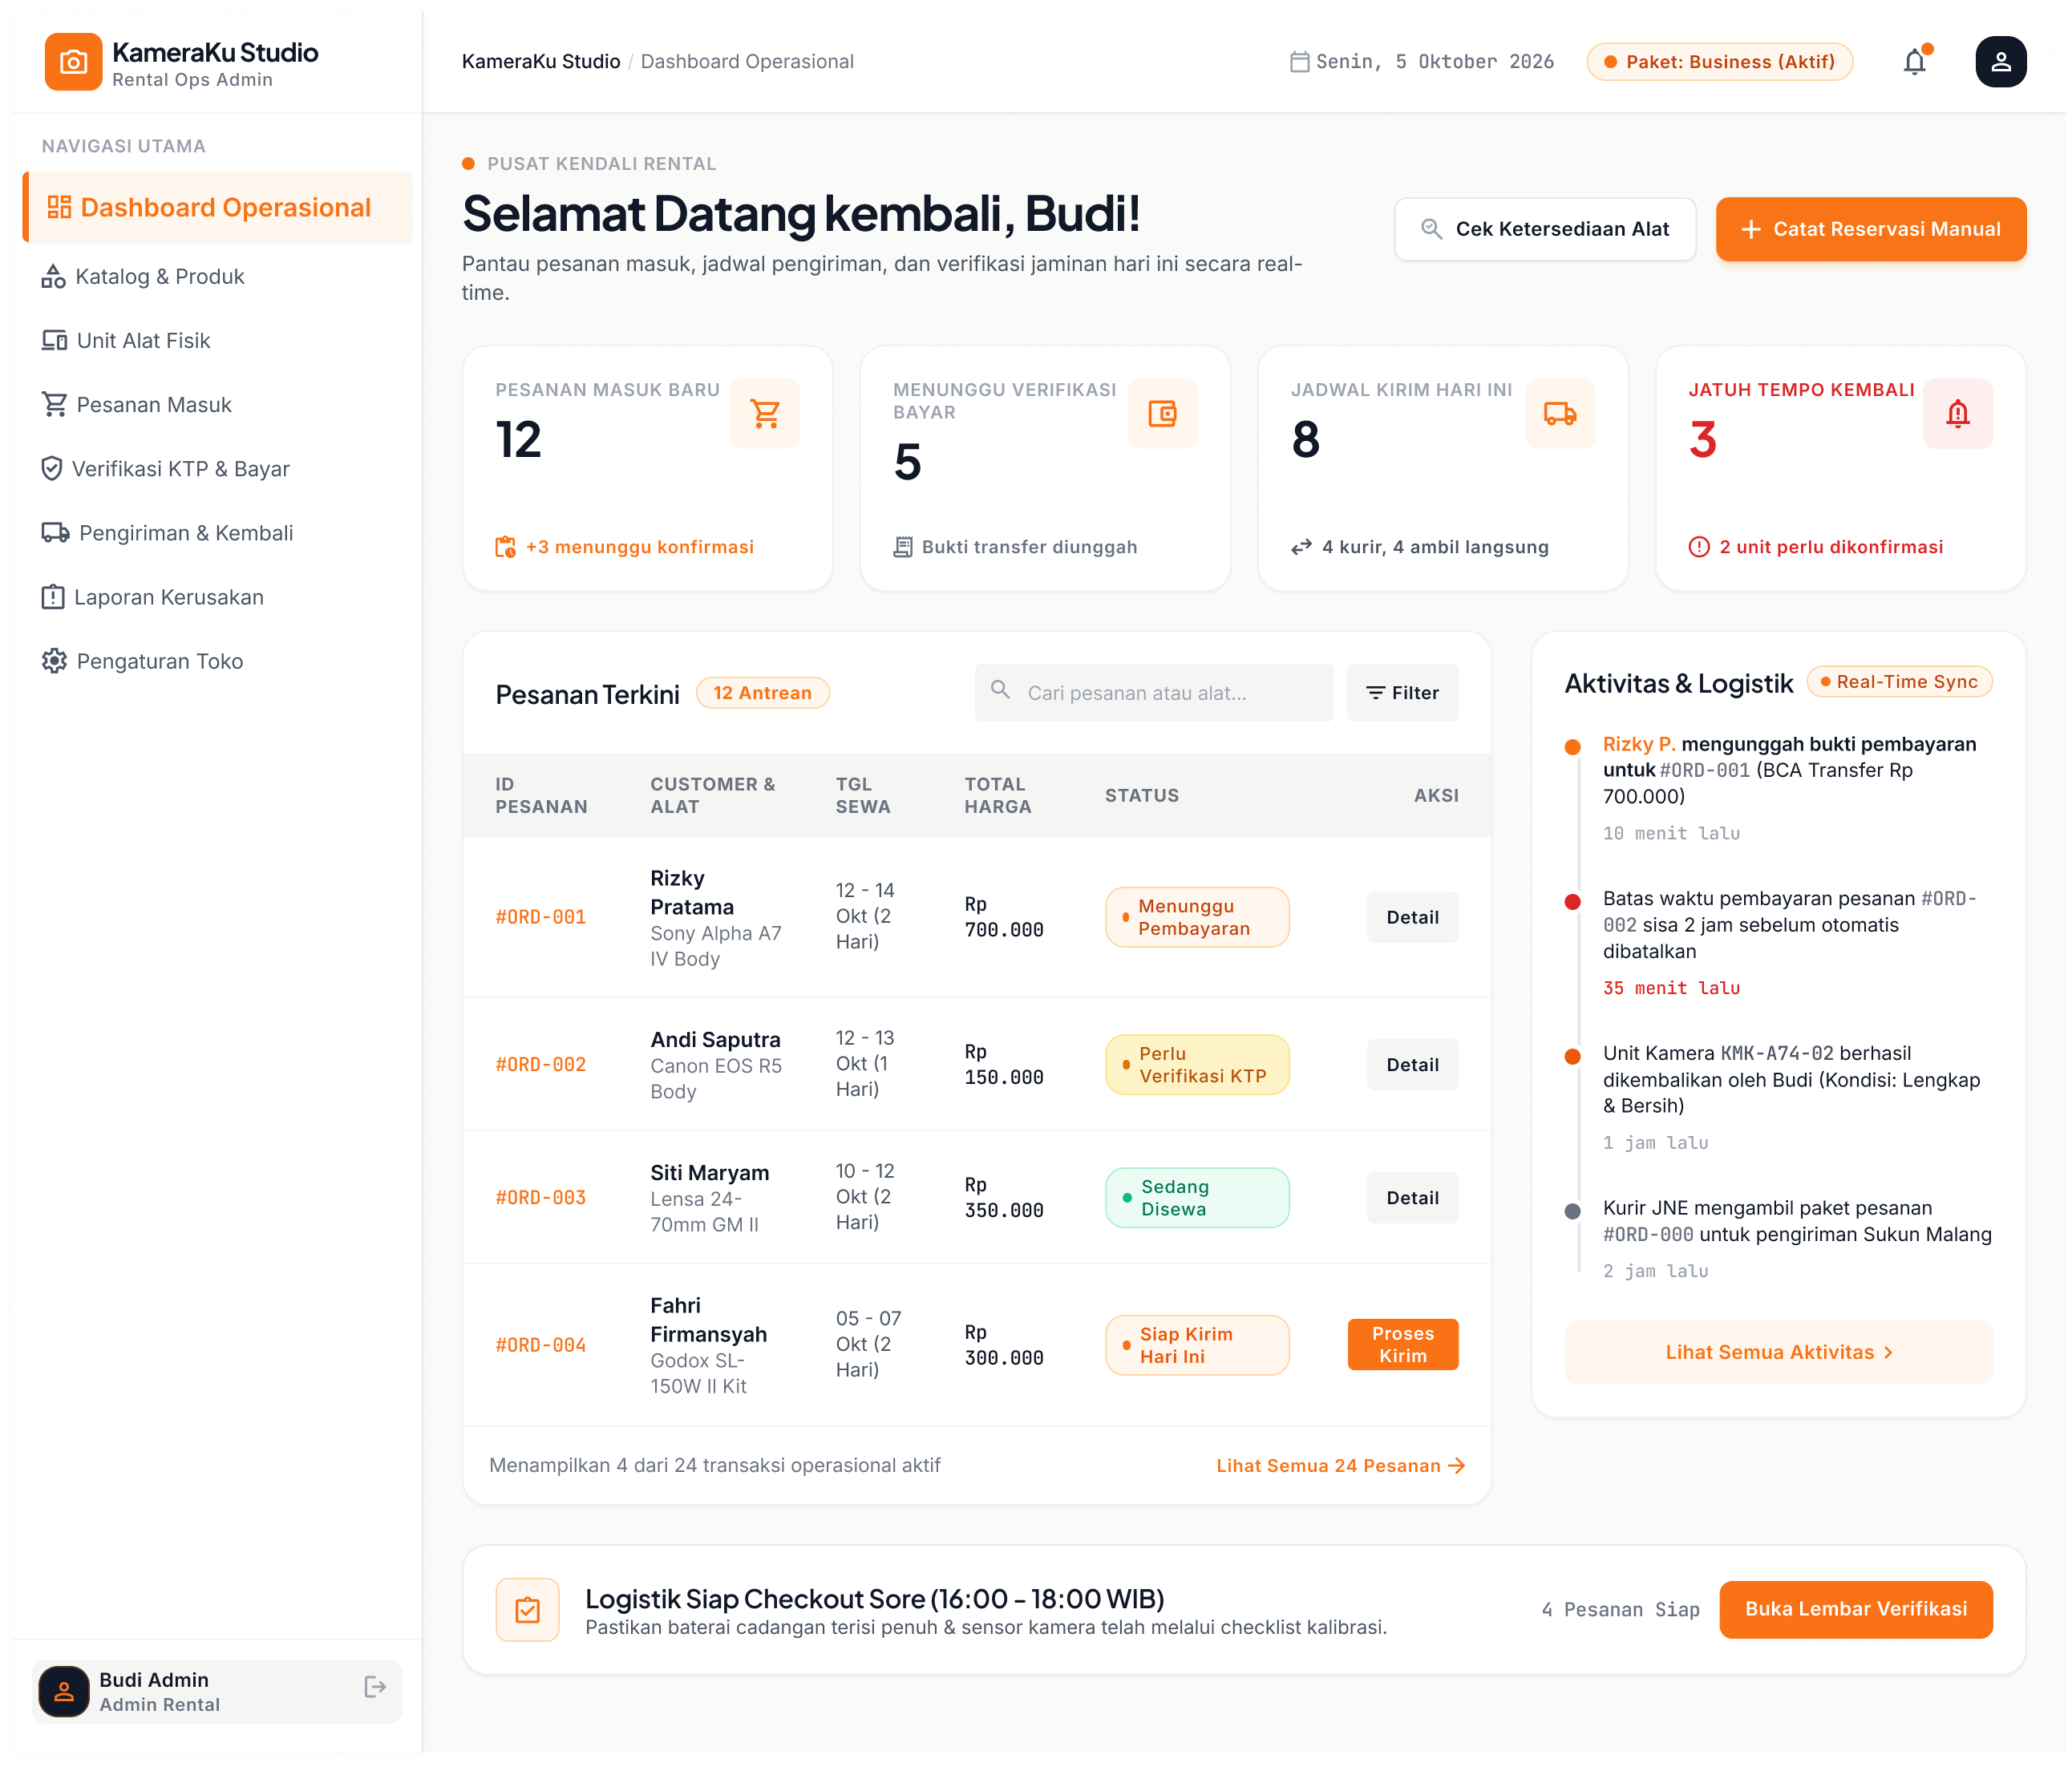 KameraKu Studio
Rental Ops Admin
NAVIGASI UTAMA
Dashboard Operasional
Katalog & Produk
Unit Alat Fisik
Pesanan Masuk
Verifikasi KTP & Bayar
Pengiriman & Kembali
Laporan Kerusakan
Pengaturan Toko
Budi Admin
Admin Rental
KameraKu Studio / Dashboard Operasional
Senin, 5 Oktober 2026
Paket: Business (Aktif)
PUSAT KENDALI RENTAL
Selamat Datang kembali, Budi!
Pantau pesanan masuk, jadwal pengiriman, dan verifikasi jaminan hari ini secara real-
time.
Cek Ketersediaan Alat
Catat Reservasi Manual
PESANAN MASUK BARU
12
+3 menunggu konfirmasi
MENUNGGU VERIFIKASI
BAYAR
5
Bukti transfer diunggah
JADWAL KIRIM HARI INI
8
4 kurir, 4 ambil langsung
JATUH TEMPO KEMBALI
3
2 unit perlu dikonfirmasi
Pesanan Terkini
12 Antrean
Cari pesanan atau alat...
Filter
ID
PESANAN
CUSTOMER &
ALAT
TGL
SEWA
TOTAL
HARGA
STATUS
AKSI
#ORD-001
Rizky
Pratama
Sony Alpha A7
IV Body
12 - 14
Okt (2
Hari)
Rp
700.000
Menunggu
Pembayaran
Detail
#ORD-002
Andi Saputra
Canon EOS R5
Body
12 - 13
Okt (1
Hari)
Rp
150.000
Perlu
Verifikasi KTP
Detail
#ORD-003
Siti Maryam
Lensa 24-
70mm GM II
10 - 12
Okt (2
Hari)
Rp
350.000
Sedang
Disewa
Detail
#ORD-004
Fahri
Firmansyah
Godox SL-
150W II Kit
05 - 07
Okt (2
Hari)
Rp
300.000
Siap Kirim
Hari Ini
Proses
Kirim
Menampilkan 4 dari 24 transaksi operasional aktif
Lihat Semua 24 Pesanan
Aktivitas & Logistik
Real-Time Sync
Rizky P. mengunggah bukti pembayaran
untuk #ORD-001 (BCA Transfer Rp
700.000)
10 menit lalu
Batas waktu pembayaran pesanan #ORD-
002 sisa 2 jam sebelum otomatis
dibatalkan
35 menit lalu
Unit Kamera KMK-A74-02 berhasil
dikembalikan oleh Budi (Kondisi: Lengkap
& Bersih)
1 jam lalu
Kurir JNE mengambil paket pesanan
#ORD-000 untuk pengiriman Sukun Malang
2 jam lalu
Lihat Semua Aktivitas
Logistik Siap Checkout Sore (16:00 - 18:00 WIB)
Pastikan baterai cadangan terisi penuh & sensor kamera telah melalui checklist kalibrasi.
4 Pesanan Siap
Buka Lembar Verifikasi